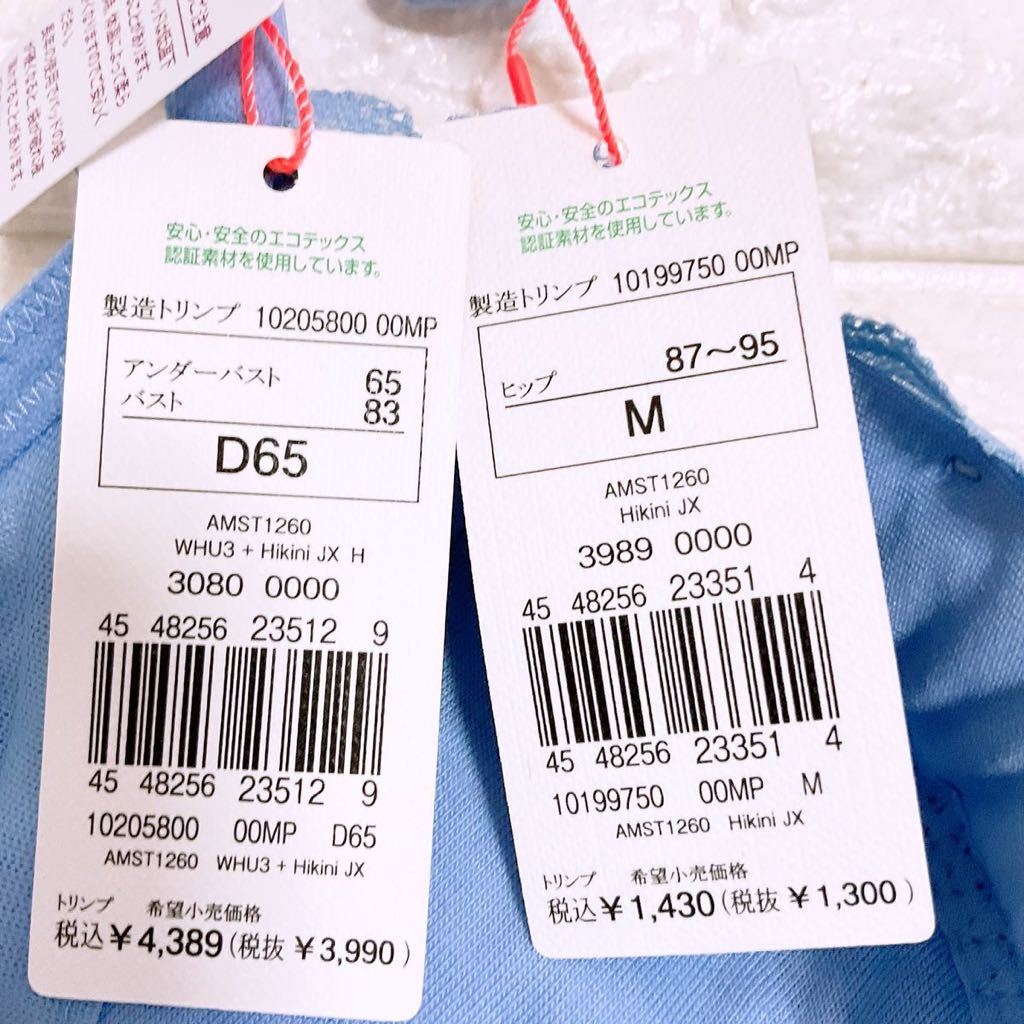 安心・安全のエコテックス
認証素材を使用しています。
製造トリンプ 10205800 00MP
アンダーバスト 65
バスト 83
D65
AMST1260
WHU3 + Hikini JX H
3080 0000
45 48256 23512 9
45 48256 23512 9
10205800 00MP D65
AMST1260 WHU3 + Hikini JX
トリンプ 希望小売価格
税込¥4,389(税抜 ¥3,990)
安心・安全のエコテックス
認証素材を使用しています。
製造トリンプ 10199750 00MP
ヒップ 87〜95
M
AMST1260
Hikini JX
3989 0000
45 48256 23351 4
45 48256 23351 4
10199750 00MP M
AMST1260 Hikini JX
トリンプ 希望小売価格
税込¥1,430(税抜 ¥1,300)